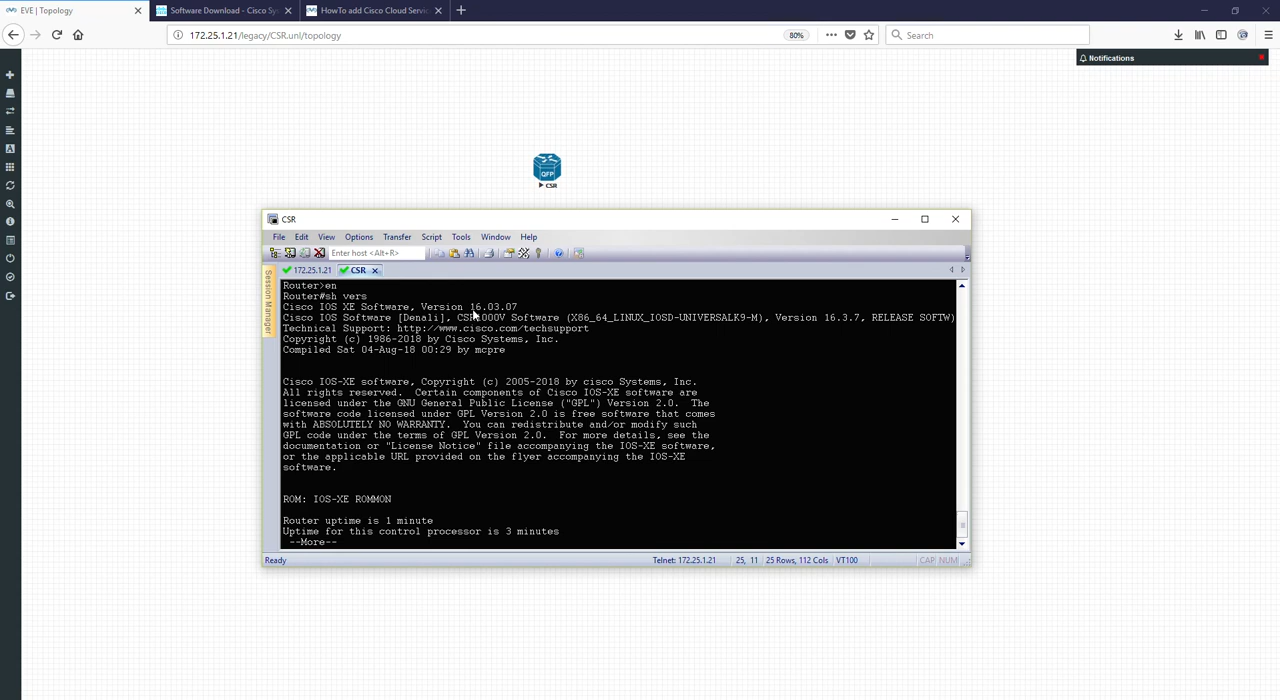 EVE | Topology
Software Download - Cisco Sy
HowTo add Cisco Cloud Servic
172.25.1.21/legacy/CSR.unl/topology
80%
Search
Notifications
QFP
CSR
CSR
File Edit View Options Transfer Script Tools Window Help
Enter host <Alt+R>
Session Manager
172.25.1.21 CSR
Router>en
Router#sh vers
Cisco IOS XE Software, Version 16.03.07
Cisco IOS Software [Denali], CSR1000V Software (X86_64_LINUX_IOSD-UNIVERSALK9-M), Version 16.3.7, RELEASE SOFTW)
Technical Support: http://www.cisco.com/techsupport
Copyright (c) 1986-2018 by Cisco Systems, Inc.
Compiled Sat 04-Aug-18 00:29 by mcpre
Cisco IOS-XE software, Copyright (c) 2005-2018 by cisco Systems, Inc.
All rights reserved.  Certain components of Cisco IOS-XE software are
licensed under the GNU General Public License ("GPL") Version 2.0.  The
software code licensed under GPL Version 2.0 is free software that comes
with ABSOLUTELY NO WARRANTY.  You can redistribute and/or modify such
GPL code under the terms of GPL Version 2.0.  For more details, see the
documentation or "License Notice" file accompanying the IOS-XE software,
or the applicable URL provided on the flyer accompanying the IOS-XE
software.
ROM: IOS-XE ROMMON
Router uptime is 1 minute
Uptime for this control processor is 3 minutes
--More--
Ready
Telnet: 172.25.1.21 25, 11 25 Rows, 112 Cols VT100 CAP NUM